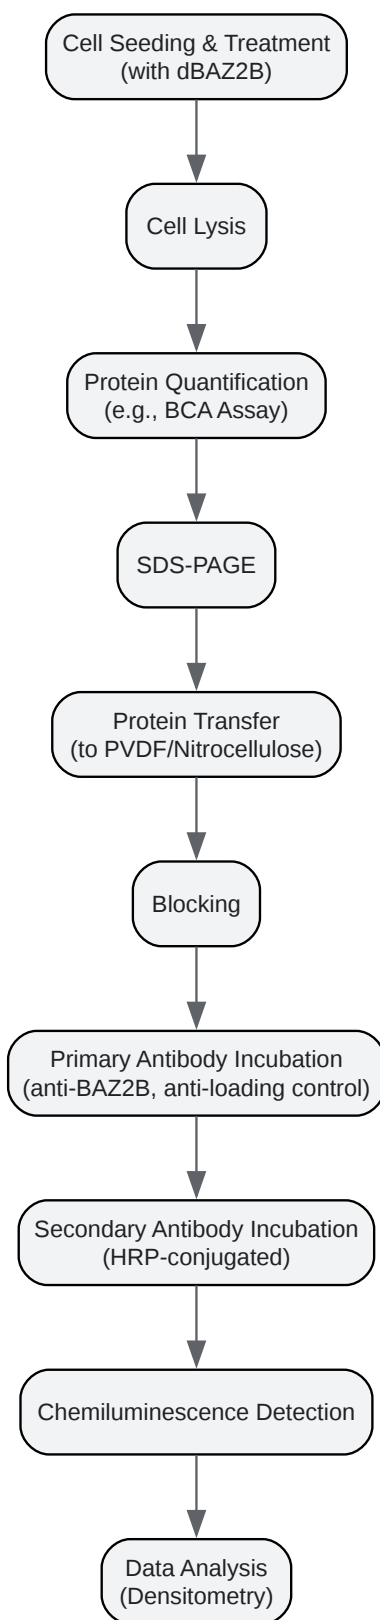 Cell Seeding & Treatment
(with dBAZ2B)
Cell Lysis
Protein Quantification
(e.g., BCA Assay)
SDS-PAGE
Protein Transfer
(to PVDF/Nitrocellulose)
Blocking
Primary Antibody Incubation
(anti-BAZ2B, anti-loading control)
Secondary Antibody Incubation
(HRP-conjugated)
Chemiluminescence Detection
Data Analysis
(Densitometry)